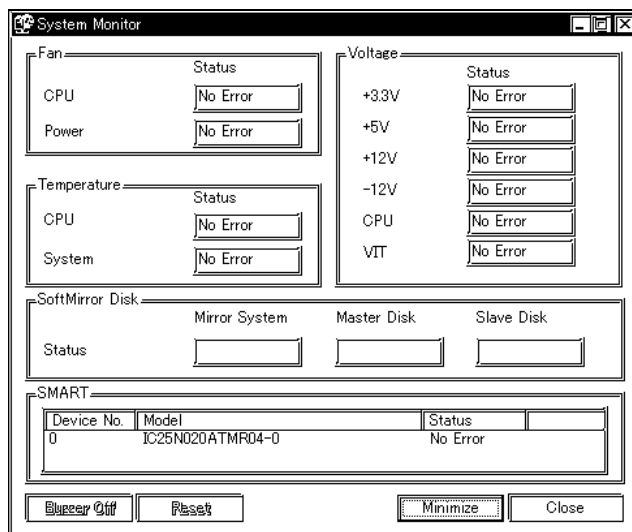 System Monitor
Fan
Status
CPU No Error
Power No Error
Temperature
Status
CPU No Error
System No Error
Voltage
Status
+3.3V No Error
+5V No Error
+12V No Error
-12V No Error
CPU No Error
VIT No Error
SoftMirror Disk
Mirror System Master Disk Slave Disk
Status
SMART
Device No. Model Status
0 IC25N020ATMR04-0 No Error
Buzzer Off Reset Minimize Close